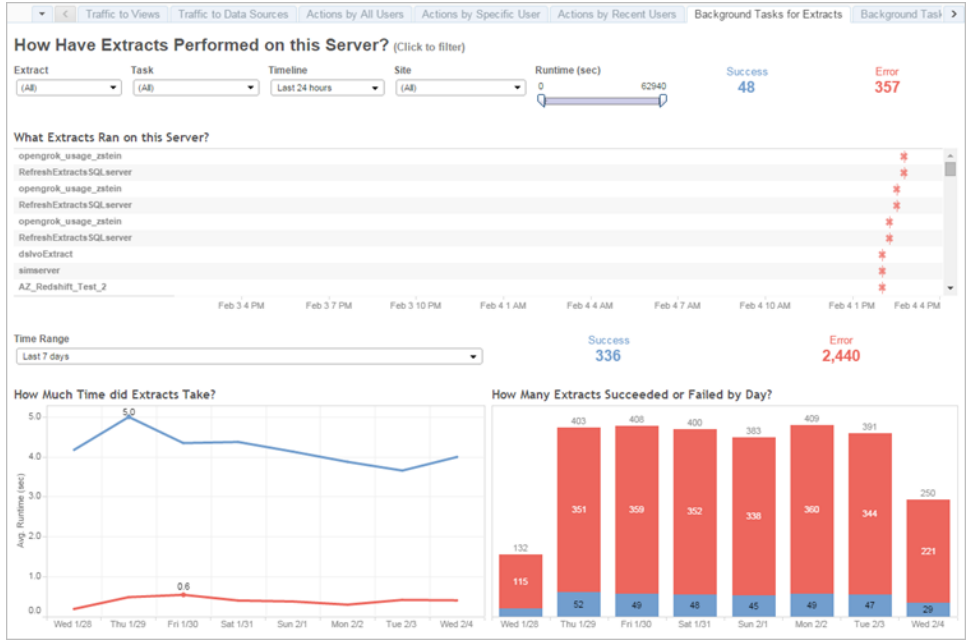 Traffic to Views Traffic to Data Sources Actions by All Users Actions by Specific User Actions by Recent Users Background Tasks for Extracts Background Task
How Have Extracts Performed on this Server? (Click to filter)
Extract Task Timeline Site Runtime (sec) Success Error
(All) (All) Last 24 hours (All) 0 62940 48 357
What Extracts Ran on this Server?
opengrok_usage_zstein
RefreshExtractsSQLserver
opengrok_usage_zstein
RefreshExtractsSQLserver
opengrok_usage_zstein
RefreshExtractsSQLserver
dslvoExtract
simserver
AZ_Redshift_Test_2
Feb 3 4 PM Feb 3 7 PM Feb 3 10 PM Feb 4 1 AM Feb 4 4 AM Feb 4 7 AM Feb 4 10 AM Feb 4 1 PM Feb 4 4 PM
Time Range Success Error
Last 7 days 336 2,440
How Much Time did Extracts Take?
Avg. Runtime (sec)
5.0
4.0
3.0
2.0
1.0
0.0
5.0
0.6
Wed 1/28 Thu 1/29 Fri 1/30 Sat 1/31 Sun 2/1 Mon 2/2 Tue 2/3 Wed 2/4
How Many Extracts Succeeded or Failed by Day?
132 403 408 400 383 409 391 250
115 351 359 352 338 360 344 221
52 49 48 45 49 47 29
Wed 1/28 Thu 1/29 Fri 1/30 Sat 1/31 Sun 2/1 Mon 2/2 Tue 2/3 Wed 2/4